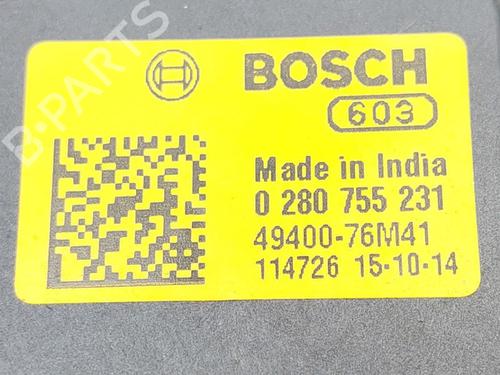 BOSCH
603
Made in India
0 280 755 231
49400-76M41
114726 15-10-14
B-PARTS